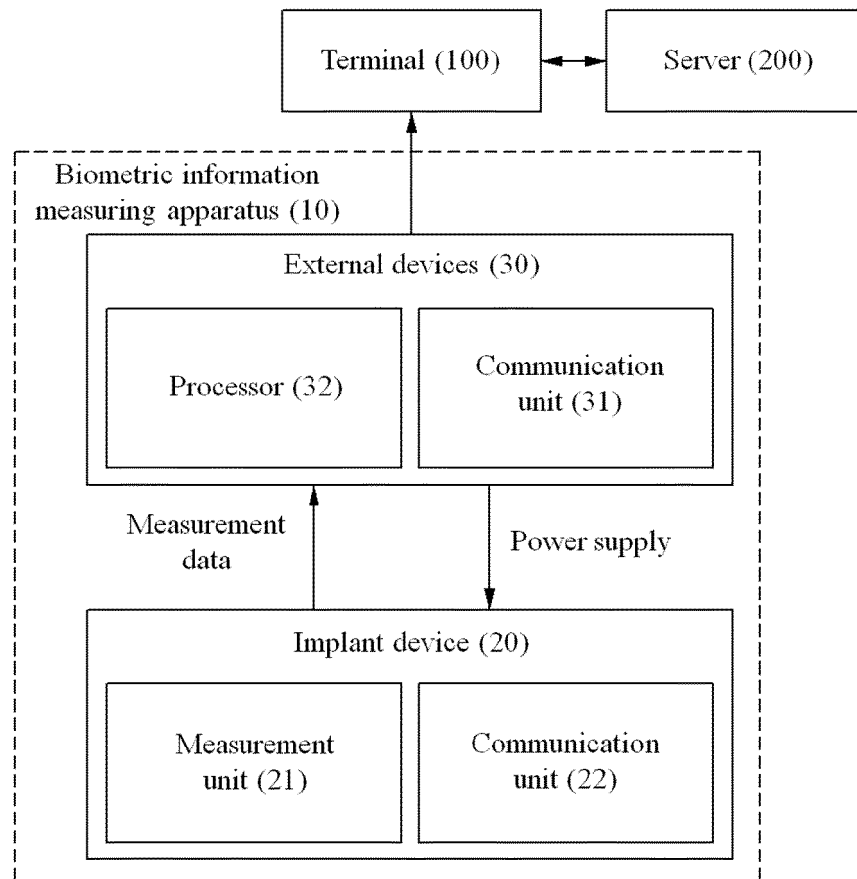 Terminal (100)
Server (200)
Biometric information
measuring apparatus (10)
External devices (30)
Processor (32)
Communication
unit (31)
Measurement
data
Power supply
Implant device (20)
Measurement
unit (21)
Communication
unit (22)